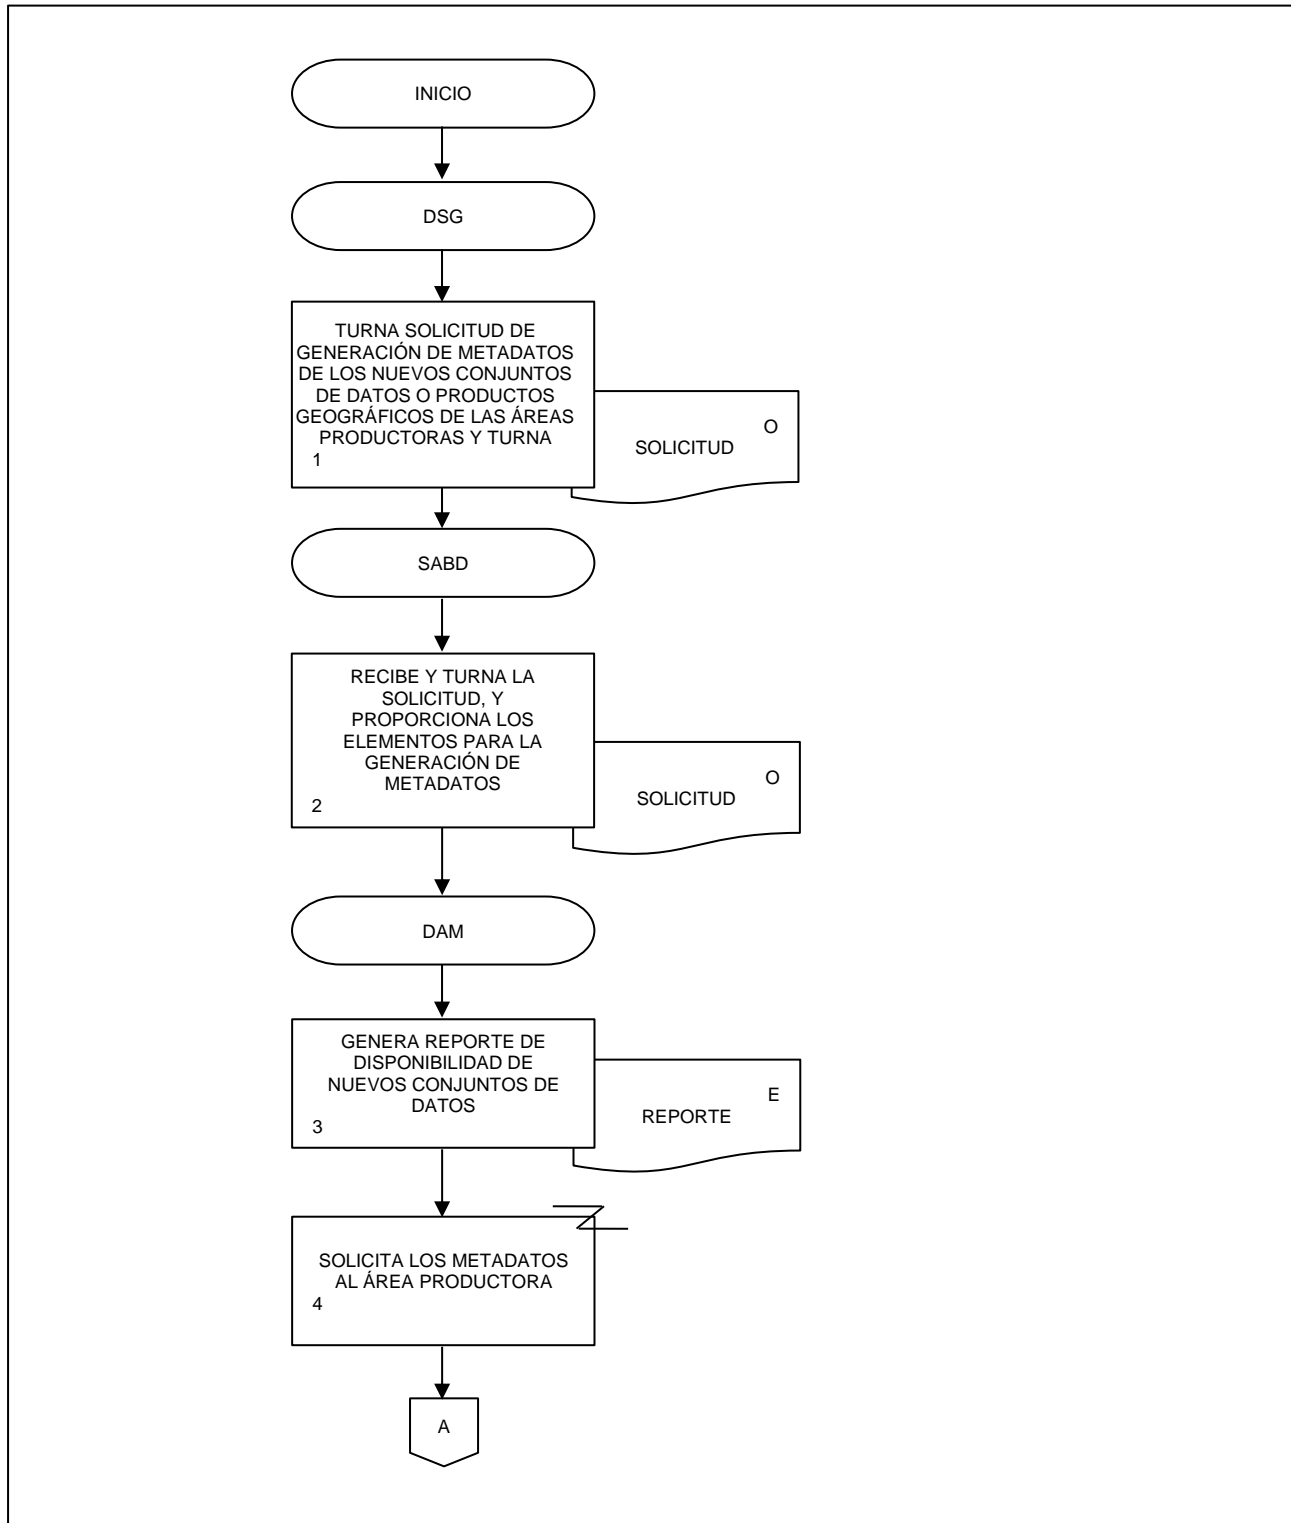 INICIO
DSG
TURNA SOLICITUD DE
GENERACIÓN DE METADATOS
DE LOS NUEVOS CONJUNTOS
DE DATOS O PRODUCTOS
GEOGRÁFICOS DE LAS ÁREAS
PRODUCTORAS Y TURNA
1
O
SOLICITUD
SABD
RECIBE Y TURNA LA
SOLICITUD, Y
PROPORCIONA LOS
ELEMENTOS PARA LA
GENERACIÓN DE
METADATOS
2
O
SOLICITUD
DAM
GENERA REPORTE DE
DISPONIBILIDAD DE
NUEVOS CONJUNTOS DE
DATOS
3
E
REPORTE
SOLICITA LOS METADATOS
AL ÁREA PRODUCTORA
4
A